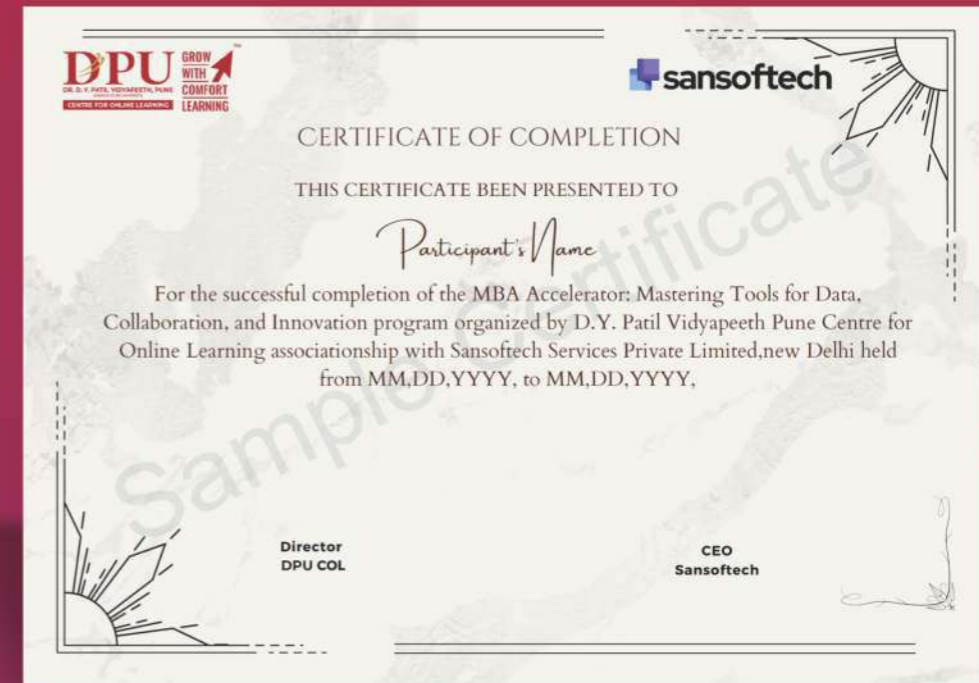 DPU
DR. D. Y. PATIL VIDYAPEETH, PUNE
CENTRE FOR ONLINE LEARNING
GROW
WITH
COMFORT
LEARNING
sansoftech
CERTIFICATE OF COMPLETION
THIS CERTIFICATE BEEN PRESENTED TO
Participant's Name
For the successful completion of the MBA Accelerator: Mastering Tools for Data,
Collaboration, and Innovation program organized by D.Y. Patil Vidyapeeth Pune Centre for
Online Learning associationship with Sansoftech Services Private Limited,new Delhi held
from MM,DD,YYYY, to MM,DD,YYYY,
Sample Certificate
Director
DPU COL
CEO
Sansoftech